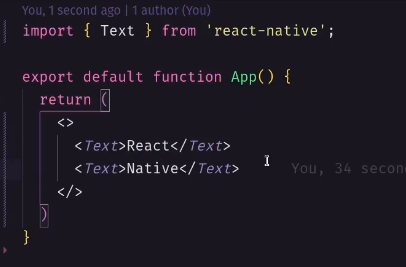 You, 1 second ago | 1 author (You)
import { Text } from 'react-native';
export default function App() {
return (
<>
<Text>React</Text>
<Text>Native</Text> You, 34 secon
</>
)
}